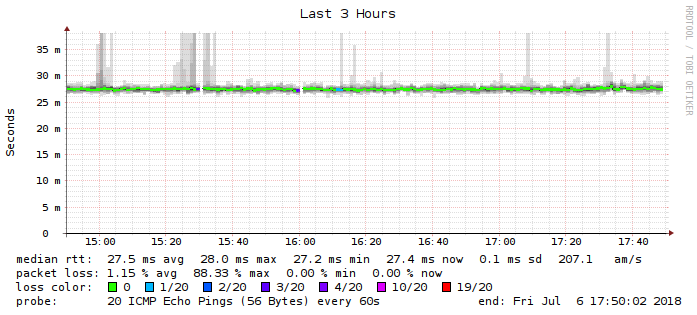 Last 3 Hours
RRDTOOL / TOBI OETIKER
Seconds
35 m
30 m
25 m
20 m
15 m
10 m
5 m
0
15:00 15:20 15:40 16:00 16:20 16:40 17:00 17:20 17:40
median rtt: 27.5 ms avg 28.0 ms max 27.2 ms min 27.4 ms now 0.1 ms sd 207.1 am/s
packet loss: 1.15 % avg 88.33 % max 0.00 % min 0.00 % now
loss color: 0 1/20 2/20 3/20 4/20 10/20 19/20
probe: 20 ICMP Echo Pings (56 Bytes) every 60s end: Fri Jul 6 17:50:02 2018